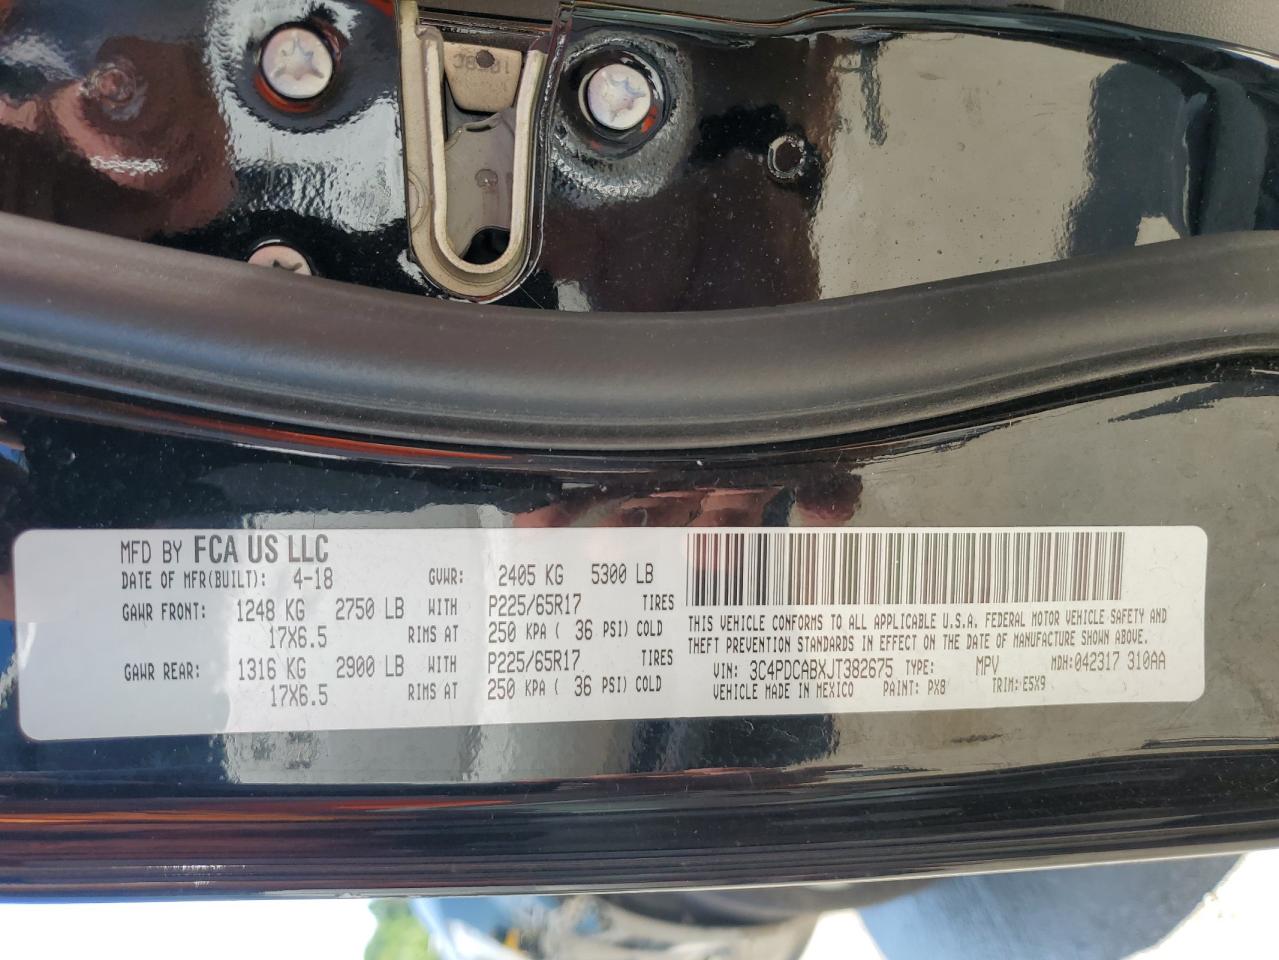 MFD BY FCA US LLC
DATE OF MFR(BUILT): 4-18 GVWR: 2405 KG 5300 LB
GAWR FRONT: 1248 KG 2750 LB WITH P225/65R17 TIRES
17X6.5 RIMS AT 250 KPA ( 36 PSI) COLD
GAWR REAR: 1316 KG 2900 LB WITH P225/65R17 TIRES
17X6.5 RIMS AT 250 KPA ( 36 PSI) COLD
THIS VEHICLE CONFORMS TO ALL APPLICABLE U.S.A. FEDERAL MOTOR VEHICLE SAFETY AND
THEFT PREVENTION STANDARDS IN EFFECT ON THE DATE OF MANUFACTURE SHOWN ABOVE.
VIN: 3C4PDCABXJT382675 TYPE: MPV MDH: 042317 310AA
VEHICLE MADE IN MEXICO PAINT: PX8 TRIM: E5X9